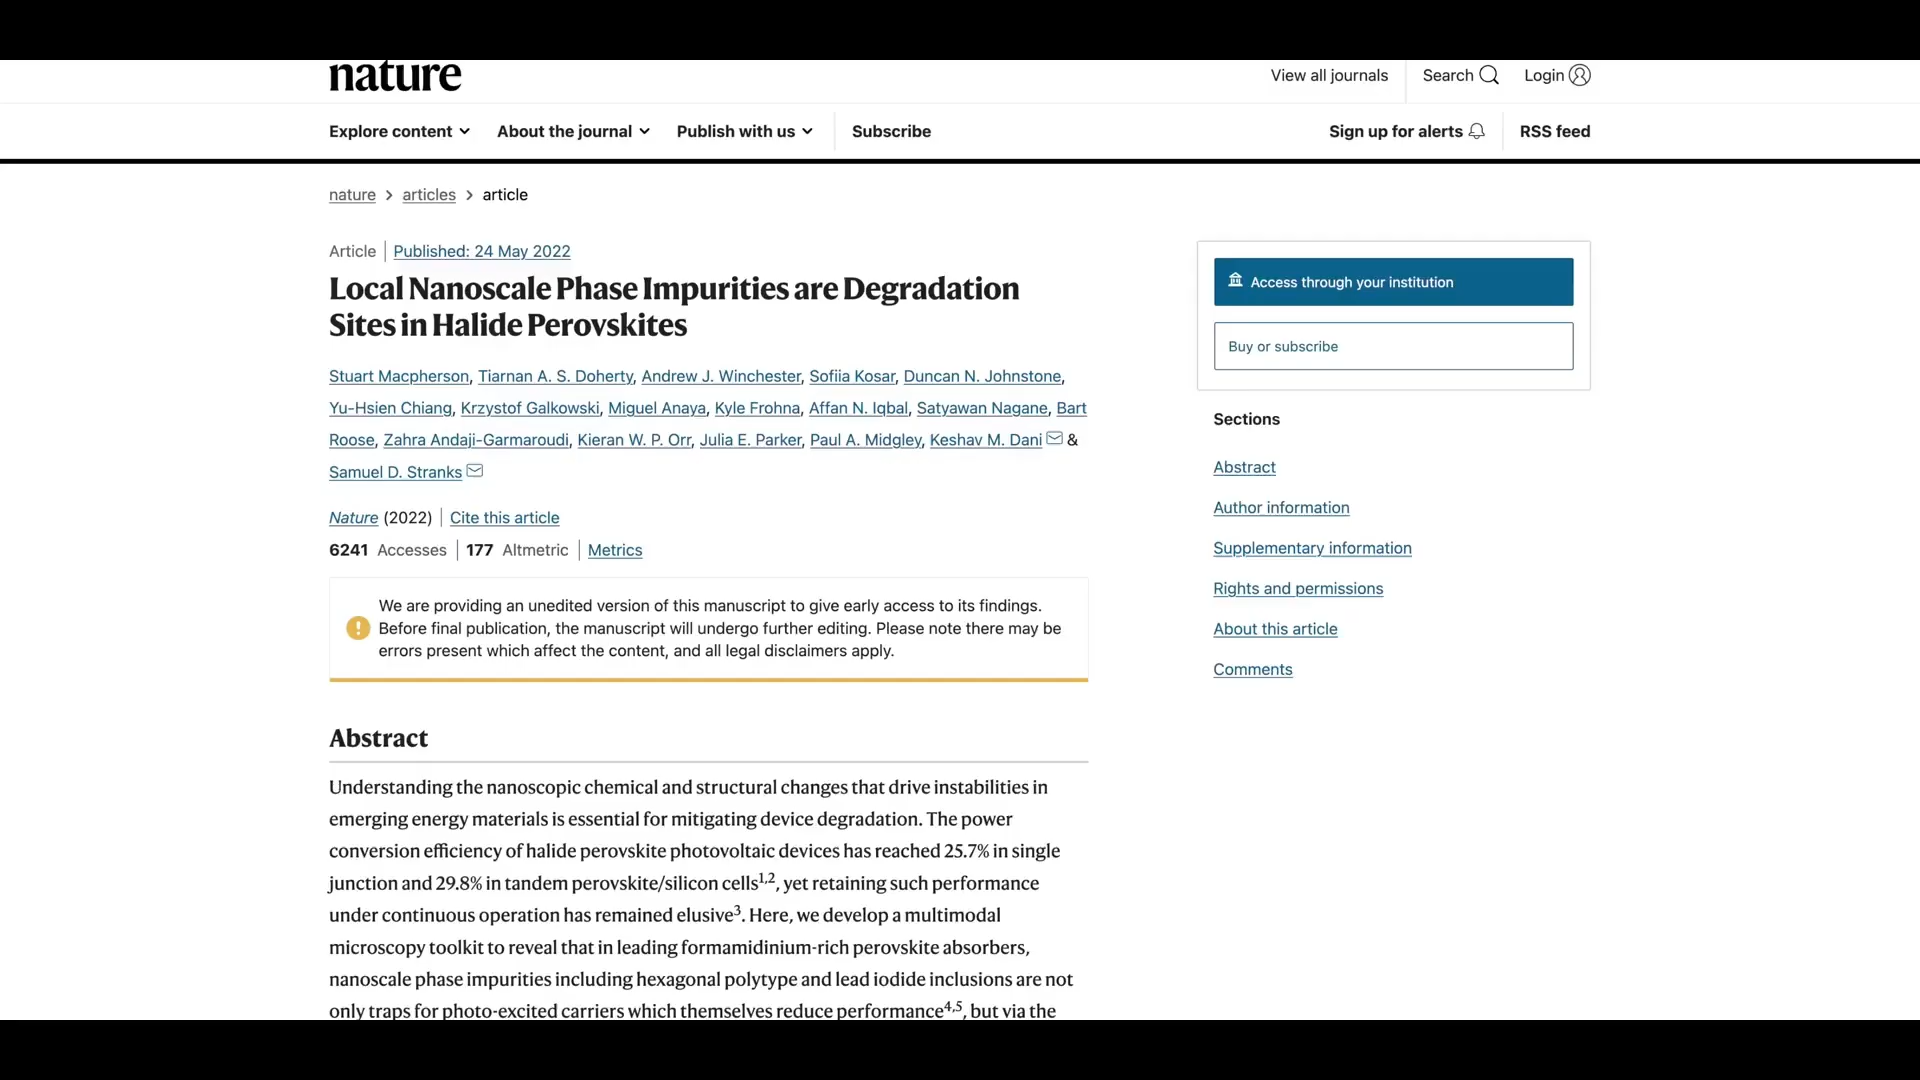 nature
View all journals
Search
Login
Explore content
About the journal
Publish with us
Subscribe
Sign up for alerts
RSS feed
nature > articles > article
Article | Published: 24 May 2022
Local Nanoscale Phase Impurities are Degradation
Sites in Halide Perovskites
Stuart Macpherson, Tiarnan A. S. Doherty, Andrew J. Winchester, Sofiia Kosar, Duncan N. Johnstone,
Yu-Hsien Chiang, Krzystof Galkowski, Miguel Anaya, Kyle Frohna, Affan N. Iqbal, Satyawan Nagane, Bart
Roose, Zahra Andaji-Garmaroudi, Kieran W. P. Orr, Julia E. Parker, Paul A. Midgley, Keshav M. Dani &
Samuel D. Stranks
Nature (2022) | Cite this article
6241 Accesses | 177 Altmetric | Metrics
We are providing an unedited version of this manuscript to give early access to its findings.
Before final publication, the manuscript will undergo further editing. Please note there may be
errors present which affect the content, and all legal disclaimers apply.
Abstract
Understanding the nanoscopic chemical and structural changes that drive instabilities in
emerging energy materials is essential for mitigating device degradation. The power
conversion efficiency of halide perovskite photovoltaic devices has reached 25.7% in single
junction and 29.8% in tandem perovskite/silicon cells1,2, yet retaining such performance
under continuous operation has remained elusive3. Here, we develop a multimodal
microscopy toolkit to reveal that in leading formamidinium-rich perovskite absorbers,
nanoscale phase impurities including hexagonal polytype and lead iodide inclusions are not
only traps for photo-excited carriers which themselves reduce performance4,5, but via the
Access through your institution
Buy or subscribe
Sections
Abstract
Author information
Supplementary information
Rights and permissions
About this article
Comments